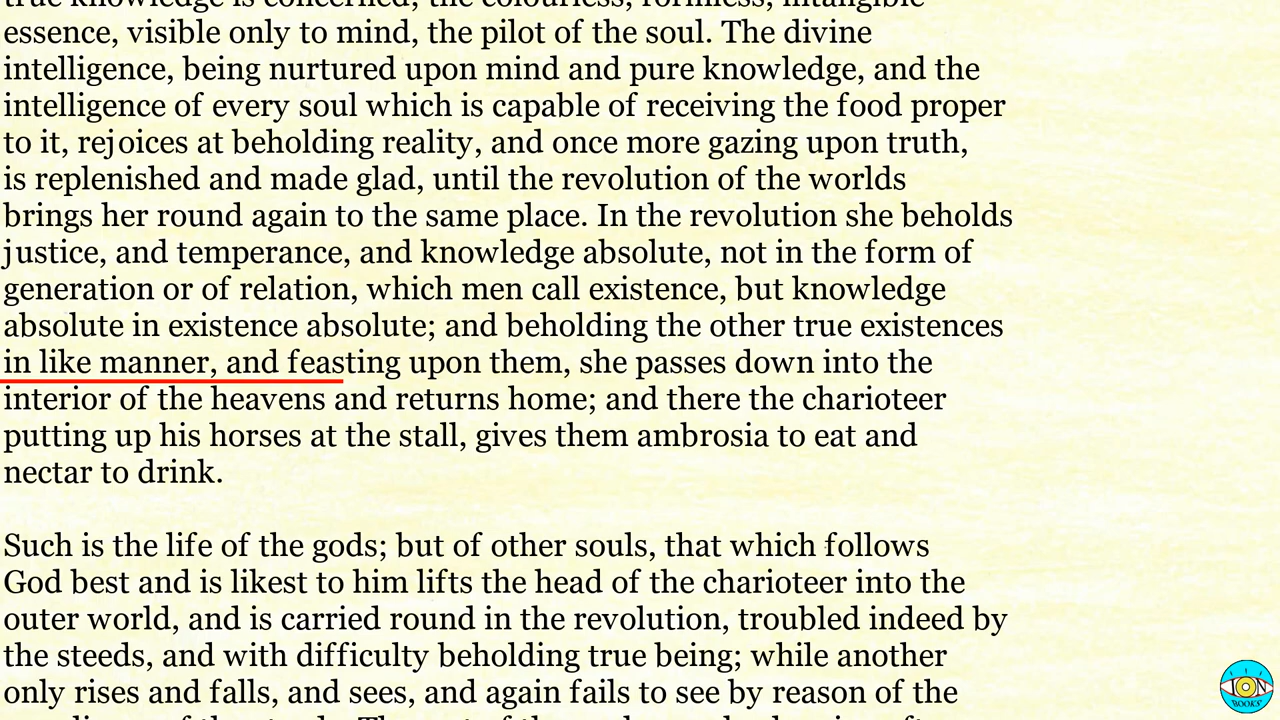 true knowledge is concerned; the colourless, formless, intangible
essence, visible only to mind, the pilot of the soul. The divine
intelligence, being nurtured upon mind and pure knowledge, and the
intelligence of every soul which is capable of receiving the food proper
to it, rejoices at beholding reality, and once more gazing upon truth,
is replenished and made glad, until the revolution of the worlds
brings her round again to the same place. In the revolution she beholds
justice, and temperance, and knowledge absolute, not in the form of
generation or of relation, which men call existence, but knowledge
absolute in existence absolute; and beholding the other true existences
in like manner, and feasting upon them, she passes down into the
interior of the heavens and returns home; and there the charioteer
putting up his horses at the stall, gives them ambrosia to eat and
nectar to drink.
Such is the life of the gods; but of other souls, that which follows
God best and is likest to him lifts the head of the charioteer into the
outer world, and is carried round in the revolution, troubled indeed by
the steeds, and with difficulty beholding true being; while another
only rises and falls, and sees, and again fails to see by reason of the
ION
BOOKS